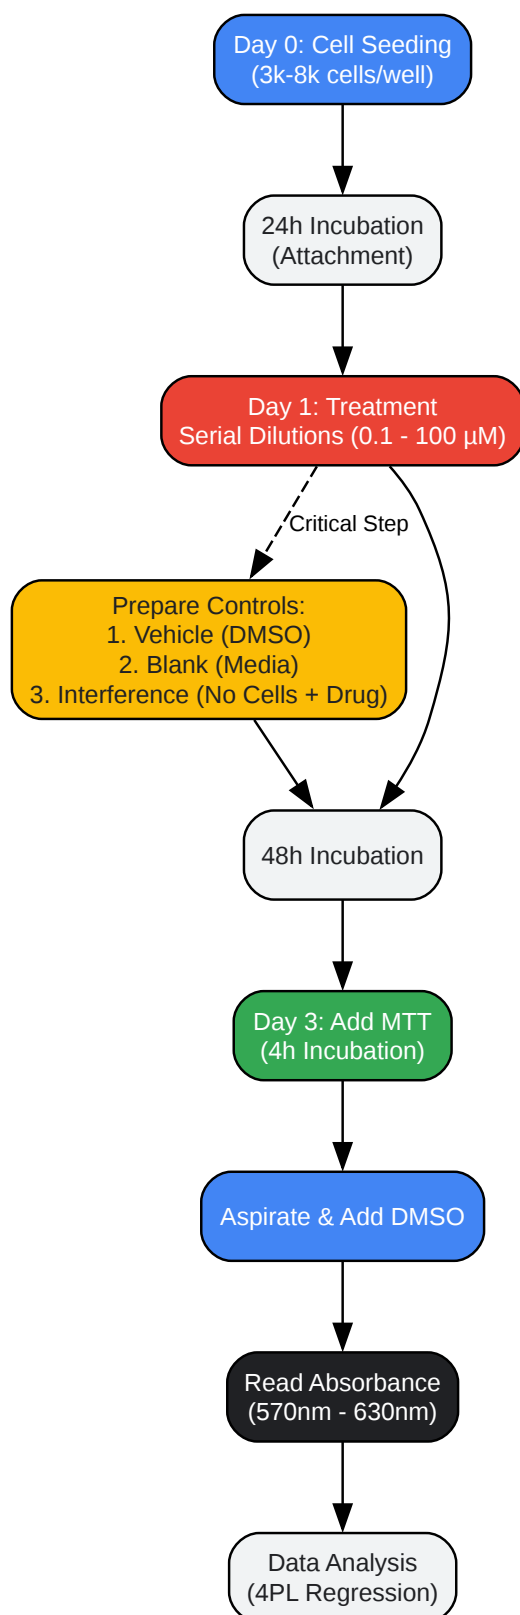 Day 0: Cell Seeding
(3k-8k cells/well)
24h Incubation
(Attachment)
Day 1: Treatment
Serial Dilutions (0.1 - 100 µM)
Critical Step
Prepare Controls:
1. Vehicle (DMSO)
2. Blank (Media)
3. Interference (No Cells + Drug)
48h Incubation
Day 3: Add MTT
(4h Incubation)
Aspirate & Add DMSO
Read Absorbance
(570nm - 630nm)
Data Analysis
(4PL Regression)